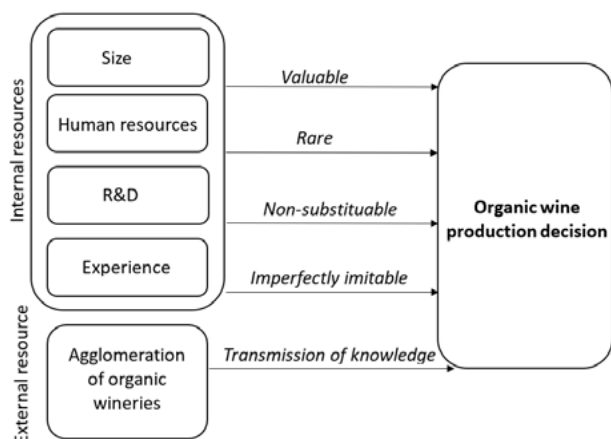 Internal resources
Size
Human resources
R&D
Experience
Valuable
Rare
Non-substituable
Imperfectly imitable
Organic wine
production decision
External resource
Agglomeration
of organic
wineries
Transmission of knowledge